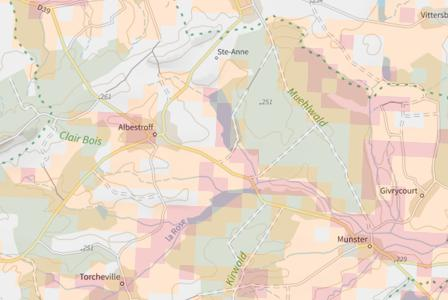 D39
Vittersb
Ste-Anne
261
251
Muehlwald
Albestroff
Clair Bois
Givrycourt
la Rose
Munster
251
Kirwald
229
Torcheville